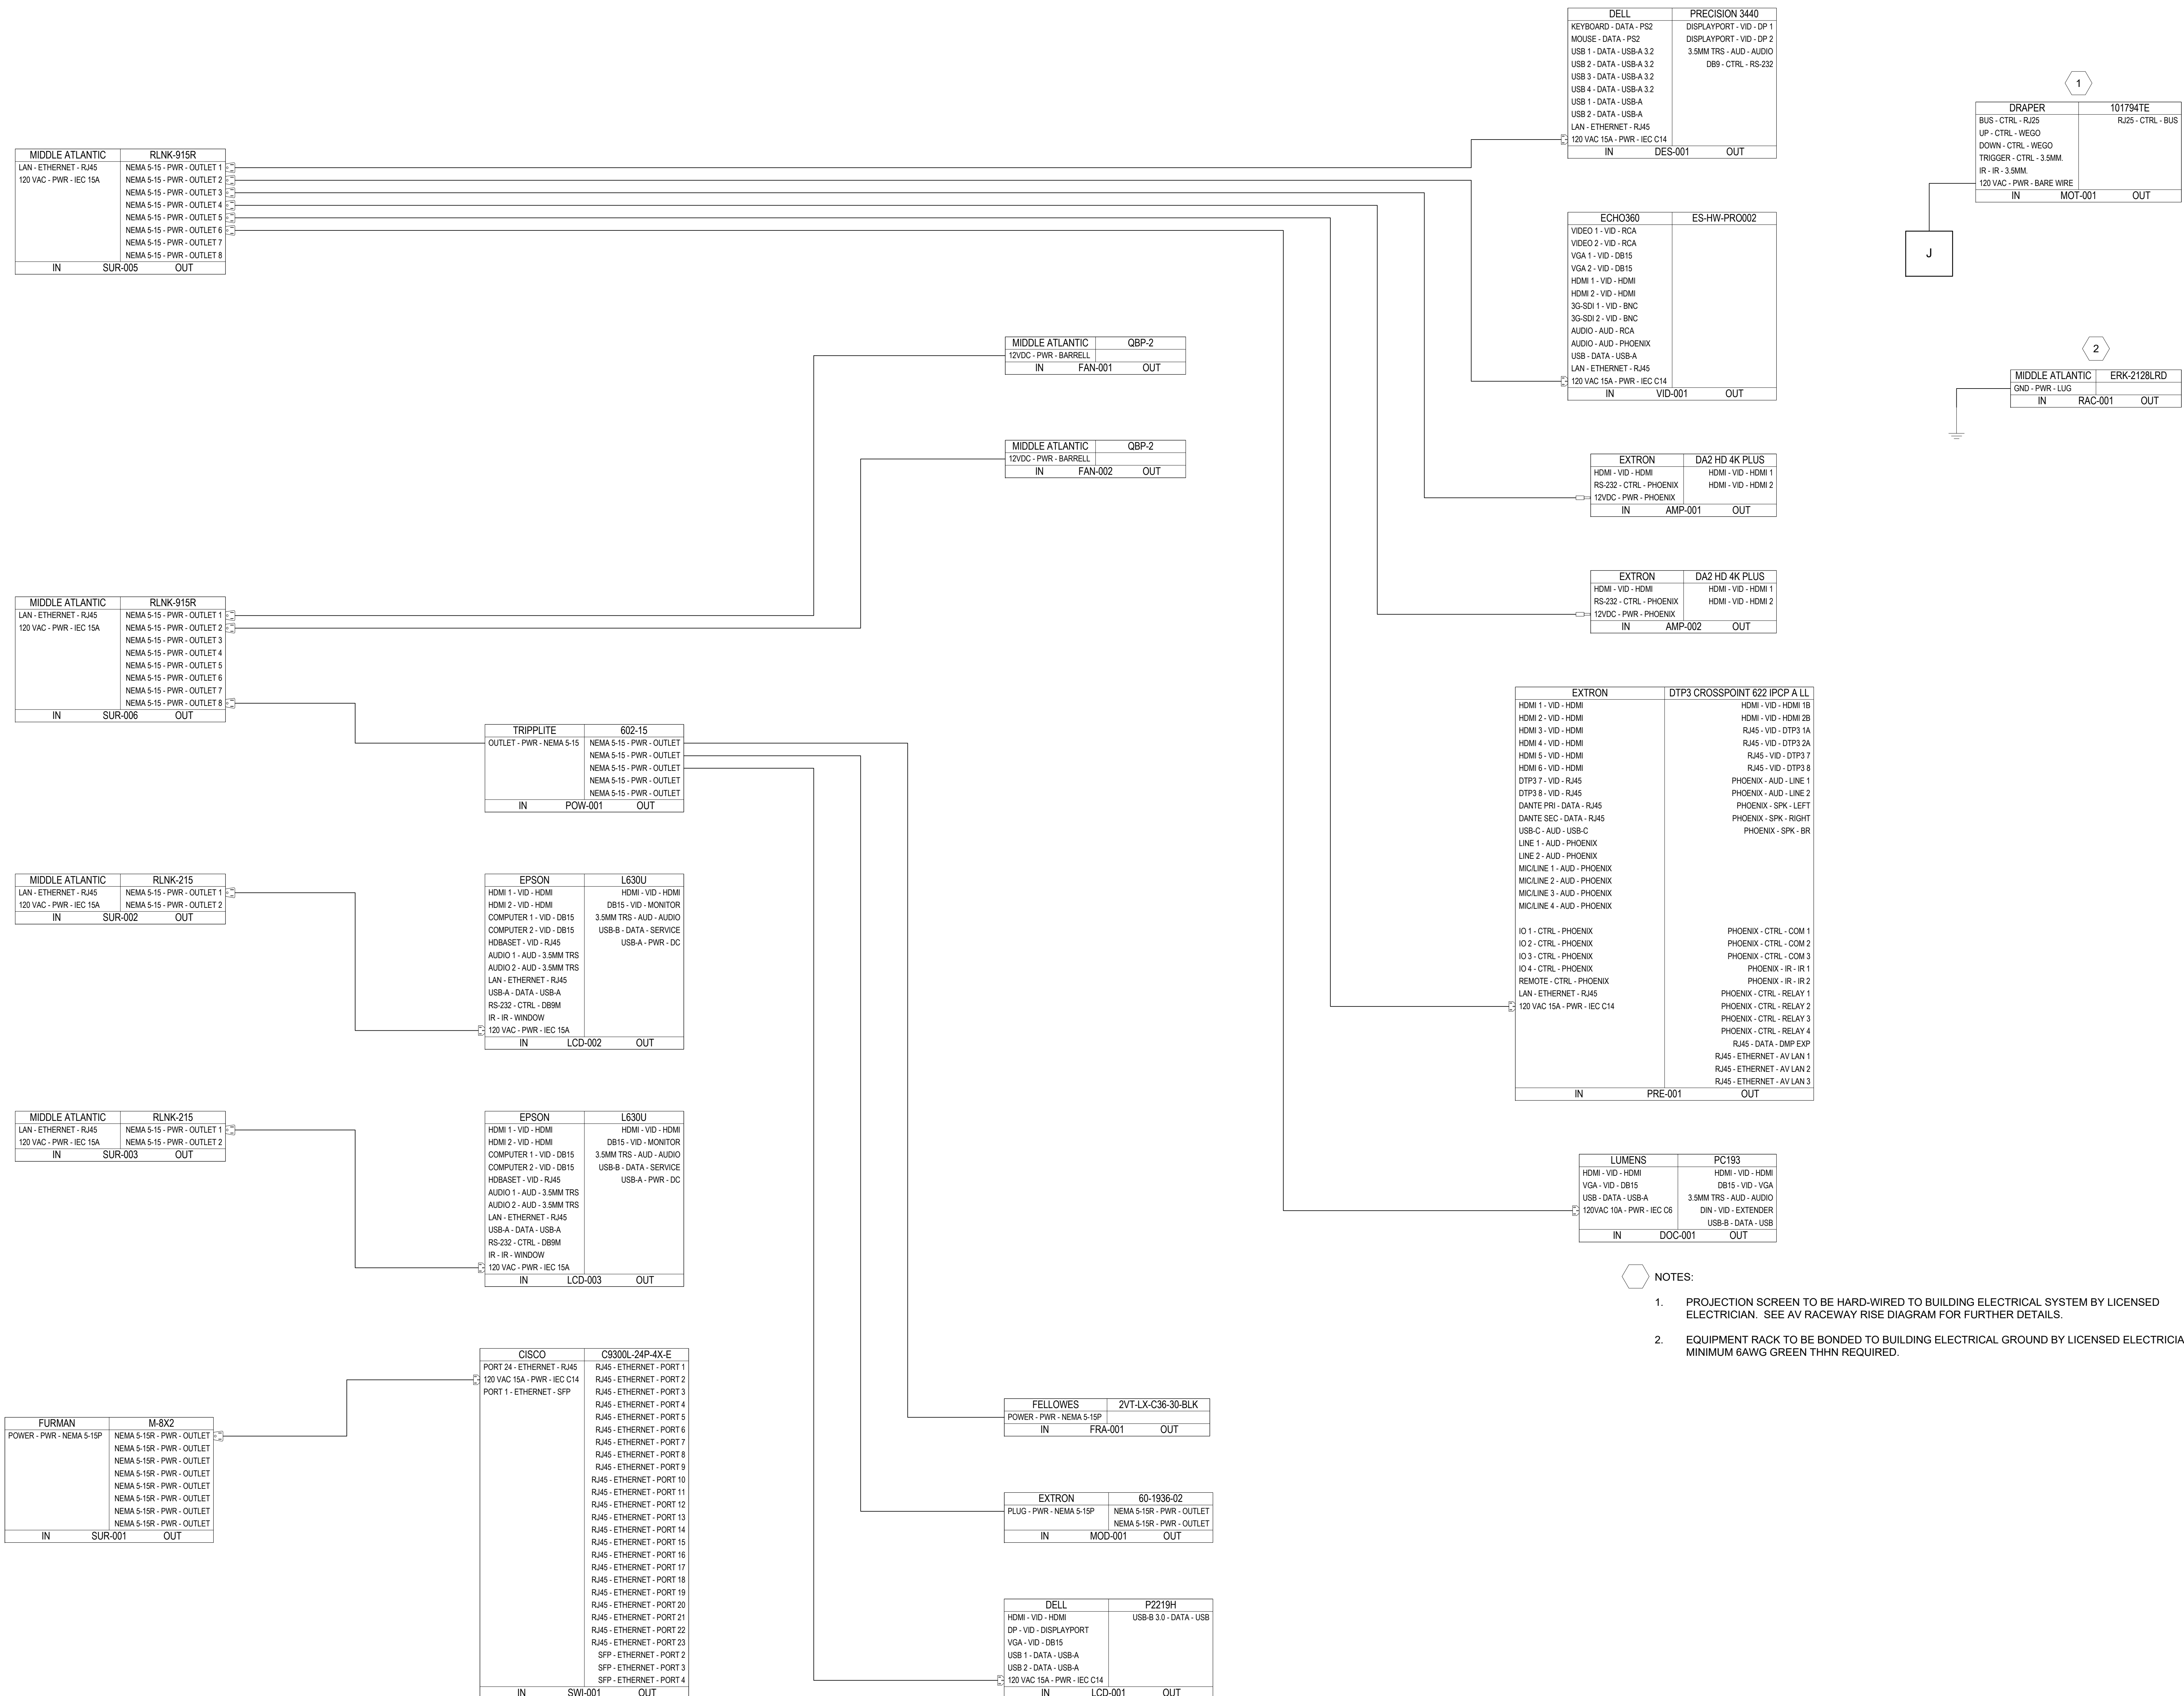 DELL PRECISION 3440
KEYBOARD - DATA - PS2 DISPLAYPORT - VID - DP 1
MOUSE - DATA - PS2 DISPLAYPORT - VID - DP 2
USB 1 - DATA - USB-A 3.2 3.5MM TRS - AUD - AUDIO
USB 2 - DATA - USB-A 3.2 DB9 - CTRL - RS-232
USB 3 - DATA - USB-A 3.2
USB 4 - DATA - USB-A 3.2
USB 1 - DATA - USB-A
USB 2 - DATA - USB-A
LAN - ETHERNET - RJ45
120 VAC 15A - PWR - IEC C14
IN DES-001 OUT
1
DRAPER 101794TE
BUS - CTRL - RJ25 RJ25 - CTRL - BUS
UP - CTRL - WEGO
DOWN - CTRL - WEGO
TRIGGER - CTRL - 3.5MM.
IR - IR - 3.5MM.
120 VAC - PWR - BARE WIRE
IN MOT-001 OUT
J
MIDDLE ATLANTIC RLNK-915R
LAN - ETHERNET - RJ45 NEMA 5-15 - PWR - OUTLET 1
120 VAC - PWR - IEC 15A NEMA 5-15 - PWR - OUTLET 2
NEMA 5-15 - PWR - OUTLET 3
NEMA 5-15 - PWR - OUTLET 4
NEMA 5-15 - PWR - OUTLET 5
NEMA 5-15 - PWR - OUTLET 6
NEMA 5-15 - PWR - OUTLET 7
NEMA 5-15 - PWR - OUTLET 8
IN SUR-005 OUT
ECHO360 ES-HW-PRO002
VIDEO 1 - VID - RCA
VIDEO 2 - VID - RCA
VGA 1 - VID - DB15
VGA 2 - VID - DB15
HDMI 1 - VID - HDMI
HDMI 2 - VID - HDMI
3G-SDI 1 - VID - BNC
3G-SDI 2 - VID - BNC
AUDIO - AUD - RCA
AUDIO - AUD - PHOENIX
USB - DATA - USB-A
LAN - ETHERNET - RJ45
120 VAC 15A - PWR - IEC C14
IN VID-001 OUT
MIDDLE ATLANTIC QBP-2
12VDC - PWR - BARRELL
IN FAN-001 OUT
2
MIDDLE ATLANTIC ERK-2128LRD
GND - PWR - LUG
IN RAC-001 OUT
MIDDLE ATLANTIC QBP-2
12VDC - PWR - BARRELL
IN FAN-002 OUT
EXTRON DA2 HD 4K PLUS
HDMI - VID - HDMI HDMI - VID - HDMI 1
RS-232 - CTRL - PHOENIX HDMI - VID - HDMI 2
12VDC - PWR - PHOENIX
IN AMP-001 OUT
EXTRON DA2 HD 4K PLUS
HDMI - VID - HDMI HDMI - VID - HDMI 1
RS-232 - CTRL - PHOENIX HDMI - VID - HDMI 2
12VDC - PWR - PHOENIX
IN AMP-002 OUT
MIDDLE ATLANTIC RLNK-915R
LAN - ETHERNET - RJ45 NEMA 5-15 - PWR - OUTLET 1
120 VAC - PWR - IEC 15A NEMA 5-15 - PWR - OUTLET 2
NEMA 5-15 - PWR - OUTLET 3
NEMA 5-15 - PWR - OUTLET 4
NEMA 5-15 - PWR - OUTLET 5
NEMA 5-15 - PWR - OUTLET 6
NEMA 5-15 - PWR - OUTLET 7
NEMA 5-15 - PWR - OUTLET 8
IN SUR-006 OUT
TRIPPLITE 602-15
OUTLET - PWR - NEMA 5-15 NEMA 5-15 - PWR - OUTLET
NEMA 5-15 - PWR - OUTLET
NEMA 5-15 - PWR - OUTLET
NEMA 5-15 - PWR - OUTLET
NEMA 5-15 - PWR - OUTLET
IN POW-001 OUT
EXTRON DTP3 CROSSPOINT 622 IPCP A LL
HDMI 1 - VID - HDMI HDMI - VID - HDMI 1B
HDMI 2 - VID - HDMI HDMI - VID - HDMI 2B
HDMI 3 - VID - HDMI RJ45 - VID - DTP3 1A
HDMI 4 - VID - HDMI RJ45 - VID - DTP3 2A
HDMI 5 - VID - HDMI RJ45 - VID - DTP3 7
HDMI 6 - VID - HDMI RJ45 - VID - DTP3 8
DTP3 7 - VID - RJ45 PHOENIX - AUD - LINE 1
DTP3 8 - VID - RJ45 PHOENIX - AUD - LINE 2
DANTE PRI - DATA - RJ45 PHOENIX - SPK - LEFT
DANTE SEC - DATA - RJ45 PHOENIX - SPK - RIGHT
USB-C - AUD - USB-C PHOENIX - SPK - BR
LINE 1 - AUD - PHOENIX
LINE 2 - AUD - PHOENIX
MIC/LINE 1 - AUD - PHOENIX
MIC/LINE 2 - AUD - PHOENIX
MIC/LINE 3 - AUD - PHOENIX
MIC/LINE 4 - AUD - PHOENIX
IO 1 - CTRL - PHOENIX PHOENIX - CTRL - COM 1
IO 2 - CTRL - PHOENIX PHOENIX - CTRL - COM 2
IO 3 - CTRL - PHOENIX PHOENIX - CTRL - COM 3
IO 4 - CTRL - PHOENIX PHOENIX - IR - IR 1
REMOTE - CTRL - PHOENIX PHOENIX - IR - IR 2
LAN - ETHERNET - RJ45 PHOENIX - CTRL - RELAY 1
120 VAC 15A - PWR - IEC C14 PHOENIX - CTRL - RELAY 2
PHOENIX - CTRL - RELAY 3
PHOENIX - CTRL - RELAY 4
RJ45 - DATA - DMP EXP
RJ45 - ETHERNET - AV LAN 1
RJ45 - ETHERNET - AV LAN 2
RJ45 - ETHERNET - AV LAN 3
IN PRE-001 OUT
MIDDLE ATLANTIC RLNK-215
LAN - ETHERNET - RJ45 NEMA 5-15 - PWR - OUTLET 1
120 VAC - PWR - IEC 15A NEMA 5-15 - PWR - OUTLET 2
IN SUR-002 OUT
EPSON L630U
HDMI 1 - VID - HDMI HDMI - VID - HDMI
HDMI 2 - VID - HDMI DB15 - VID - MONITOR
COMPUTER 1 - VID - DB15 3.5MM TRS - AUD - AUDIO
COMPUTER 2 - VID - DB15 USB-B - DATA - SERVICE
HDBASET - VID - RJ45 USB-A - PWR - DC
AUDIO 1 - AUD - 3.5MM TRS
AUDIO 2 - AUD - 3.5MM TRS
LAN - ETHERNET - RJ45
USB-A - DATA - USB-A
RS-232 - CTRL - DB9M
IR - IR - WINDOW
120 VAC - PWR - IEC 15A
IN LCD-002 OUT
MIDDLE ATLANTIC RLNK-215
LAN - ETHERNET - RJ45 NEMA 5-15 - PWR - OUTLET 1
120 VAC - PWR - IEC 15A NEMA 5-15 - PWR - OUTLET 2
IN SUR-003 OUT
EPSON L630U
HDMI 1 - VID - HDMI HDMI - VID - HDMI
HDMI 2 - VID - HDMI DB15 - VID - MONITOR
COMPUTER 1 - VID - DB15 3.5MM TRS - AUD - AUDIO
COMPUTER 2 - VID - DB15 USB-B - DATA - SERVICE
HDBASET - VID - RJ45 USB-A - PWR - DC
AUDIO 1 - AUD - 3.5MM TRS
AUDIO 2 - AUD - 3.5MM TRS
LAN - ETHERNET - RJ45
USB-A - DATA - USB-A
RS-232 - CTRL - DB9M
IR - IR - WINDOW
120 VAC - PWR - IEC 15A
IN LCD-003 OUT
LUMENS PC193
HDMI - VID - HDMI HDMI - VID - HDMI
VGA - VID - DB15 DB15 - VID - VGA
USB - DATA - USB-A 3.5MM TRS - AUD - AUDIO
120VAC 10A - PWR - IEC C6 DIN - VID - EXTENDER
USB-B - DATA - USB
IN DOC-001 OUT
NOTES:
1. PROJECTION SCREEN TO BE HARD-WIRED TO BUILDING ELECTRICAL SYSTEM BY LICENSED
ELECTRICIAN. SEE AV RACEWAY RISE DIAGRAM FOR FURTHER DETAILS.
2. EQUIPMENT RACK TO BE BONDED TO BUILDING ELECTRICAL GROUND BY LICENSED ELECTRICIA
MINIMUM 6AWG GREEN THHN REQUIRED.
FURMAN M-8X2
POWER - PWR - NEMA 5-15P NEMA 5-15R - PWR - OUTLET
NEMA 5-15R - PWR - OUTLET
NEMA 5-15R - PWR - OUTLET
NEMA 5-15R - PWR - OUTLET
NEMA 5-15R - PWR - OUTLET
NEMA 5-15R - PWR - OUTLET
NEMA 5-15R - PWR - OUTLET
NEMA 5-15R - PWR - OUTLET
IN SUR-001 OUT
CISCO C9300L-24P-4X-E
PORT 24 - ETHERNET - RJ45 RJ45 - ETHERNET - PORT 1
120 VAC 15A - PWR - IEC C14 RJ45 - ETHERNET - PORT 2
PORT 1 - ETHERNET - SFP RJ45 - ETHERNET - PORT 3
RJ45 - ETHERNET - PORT 4
RJ45 - ETHERNET - PORT 5
RJ45 - ETHERNET - PORT 6
RJ45 - ETHERNET - PORT 7
RJ45 - ETHERNET - PORT 8
RJ45 - ETHERNET - PORT 9
RJ45 - ETHERNET - PORT 10
RJ45 - ETHERNET - PORT 11
RJ45 - ETHERNET - PORT 12
RJ45 - ETHERNET - PORT 13
RJ45 - ETHERNET - PORT 14
RJ45 - ETHERNET - PORT 15
RJ45 - ETHERNET - PORT 16
RJ45 - ETHERNET - PORT 17
RJ45 - ETHERNET - PORT 18
RJ45 - ETHERNET - PORT 19
RJ45 - ETHERNET - PORT 20
RJ45 - ETHERNET - PORT 21
RJ45 - ETHERNET - PORT 22
RJ45 - ETHERNET - PORT 23
SFP - ETHERNET - PORT 2
SFP - ETHERNET - PORT 3
SFP - ETHERNET - PORT 4
IN SWI-001 OUT
FELLOWES 2VT-LX-C36-30-BLK
POWER - PWR - NEMA 5-15P
IN FRA-001 OUT
EXTRON 60-1936-02
PLUG - PWR - NEMA 5-15P NEMA 5-15R - PWR - OUTLET
NEMA 5-15R - PWR - OUTLET
IN MOD-001 OUT
DELL P2219H
HDMI - VID - HDMI USB-B 3.0 - DATA - USB
DP - VID - DISPLAYPORT
VGA - VID - DB15
USB 1 - DATA - USB-A
USB 2 - DATA - USB-A
120 VAC 15A - PWR - IEC C14
IN LCD-001 OUT